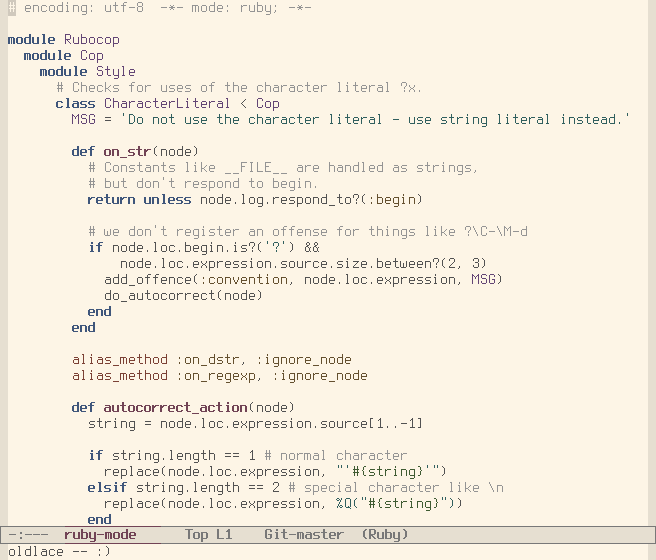 # encoding: utf-8  -*- mode: ruby; -*-

module Rubocop
  module Cop
    module Style
      # Checks for uses of the character literal ?x.
      class CharacterLiteral < Cop
        MSG = 'Do not use the character literal - use string literal instead.'

        def on_str(node)
          # Constants like __FILE__ are handled as strings,
          # but don't respond to begin.
          return unless node.log.respond_to?(:begin)

          # we don't register an offense for things like ?\C-\M-d
          if node.loc.begin.is?('?') &&
              node.loc.expression.source.size.between?(2, 3)
            add_offence(:convention, node.loc.expression, MSG)
            do_autocorrect(node)
          end
        end

        alias_method :on_dstr, :ignore_node
        alias_method :on_regexp, :ignore_node

        def autocorrect_action(node)
          string = node.loc.expression.source[1..-1]

          if string.length == 1 # normal character
            replace(node.loc.expression, "'#{string}'")
          elsif string.length == 2 # special character like \n
            replace(node.loc.expression, %Q("#{string}"))
          end
-:---  ruby-mode      Top L1    Git-master  (Ruby)
oldlace -- :)